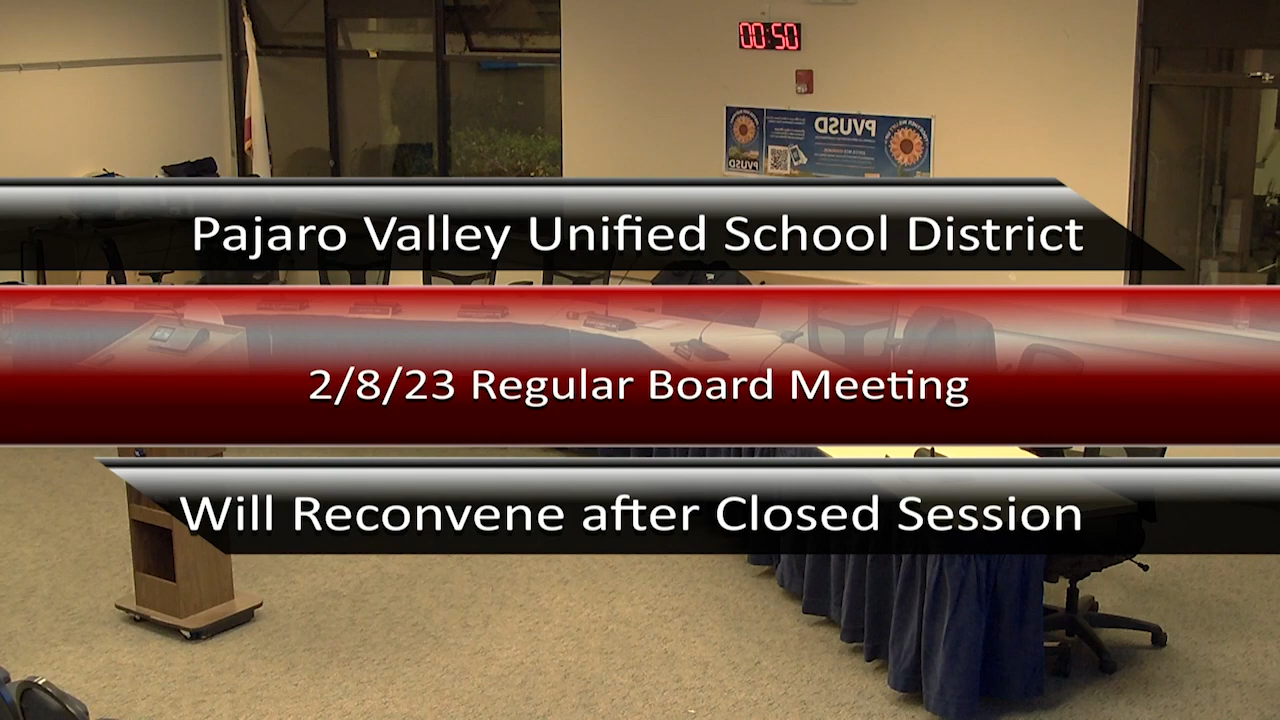 00:50
PVUSD
PVUSD
Pajaro Valley Unified School District
2/8/23 Regular Board Meeting
Will Reconvene after Closed Session